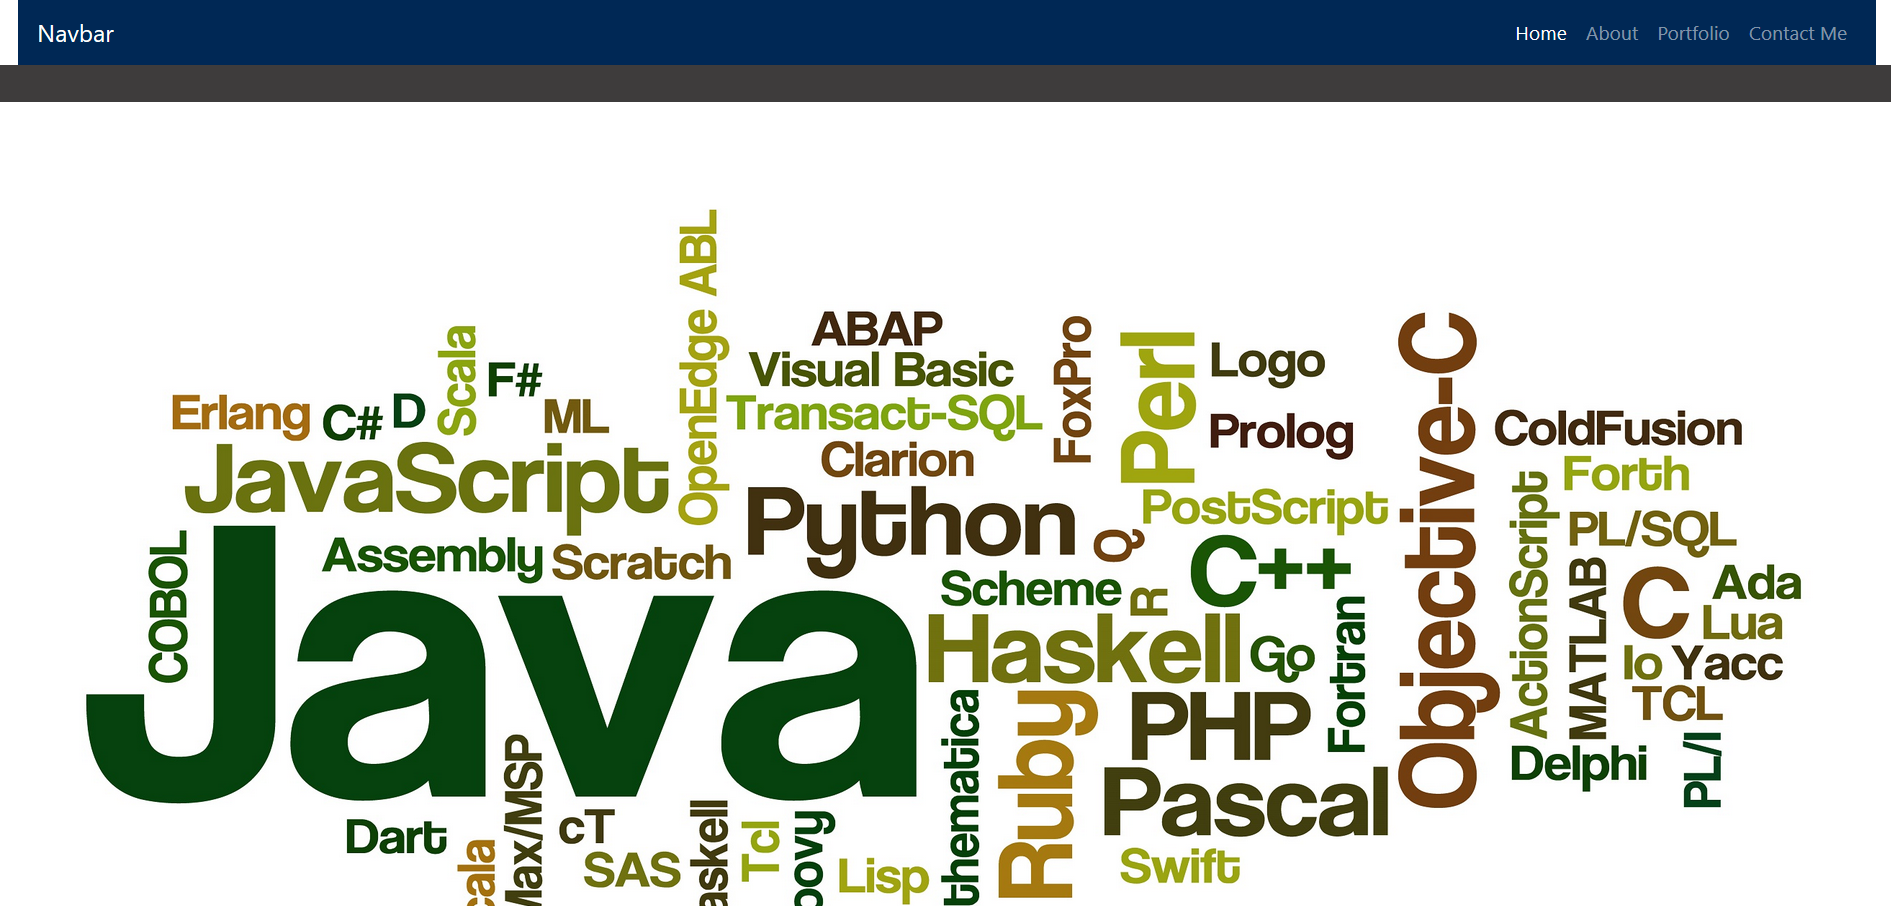 Navbar
Home About Portfolio Contact Me
OpenEdge ABL
ABAP
FoxPro
Perl
Logo
Objective-C
Scala
F#
Visual Basic
Erlang
C#
D
ML
Transact-SQL
Prolog
ColdFusion
JavaScript
Clarion
Forth
Python
PostScript
ActionScript
PL/SQL
COBOL
Java
Assembly
Scratch
Q
C++
MATLAB
C
Ada
Scheme
R
Fortran
Lua
Haskell
Go
Io
Yacc
thematica
Ruby
PHP
TCL
PL/I
Max/MSP
Pascal
Delphi
Dart
cT
askell
Tcl
oovy
cala
SAS
Lisp
Swift